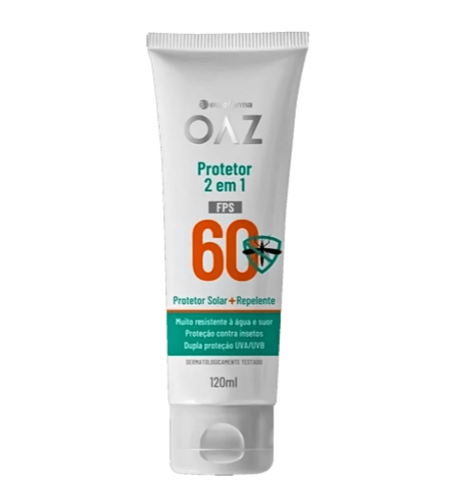 OAZ
Protetor
2 em 1
FPS
60
Protetor Solar + Repelente
Muito resistente à água e suor
Proteção contra insetos
Dupla proteção UVA/UVB
DERMATOLOGICAMENTE TESTADO
120ml